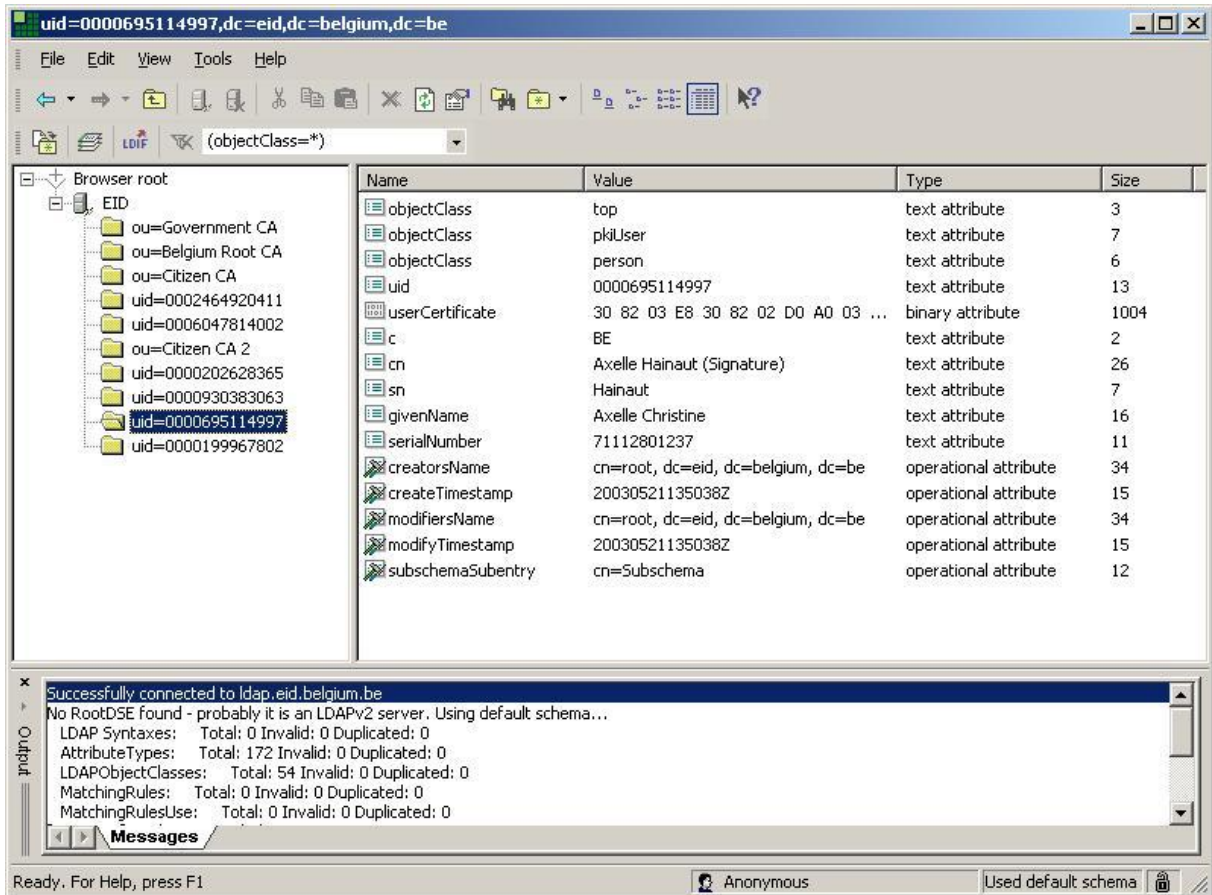 uid=0000695114997,dc=eid,dc=belgium,dc=be
File Edit View Tools Help
LDIF (objectClass=*)
Browser root
EID
ou=Government CA
ou=Belgium Root CA
ou=Citizen CA
uid=0002464920411
uid=0006047814002
ou=Citizen CA 2
uid=0000202628365
uid=0000930383063
uid=0000695114997
uid=0000199967802
Name Value Type Size
objectClass top text attribute 3
objectClass pkiUser text attribute 7
objectClass person text attribute 6
uid 0000695114997 text attribute 13
userCertificate 30 82 03 E8 30 82 02 D0 A0 03 ... binary attribute 1004
c BE text attribute 2
cn Axelle Hainaut (Signature) text attribute 26
sn Hainaut text attribute 7
givenName Axelle Christine text attribute 16
serialNumber 71112801237 text attribute 11
creatorsName cn=root, dc=eid, dc=belgium, dc=be operational attribute 34
createTimestamp 20030521135038Z operational attribute 15
modifiersName cn=root, dc=eid, dc=belgium, dc=be operational attribute 34
modifyTimestamp 20030521135038Z operational attribute 15
subschemaSubentry cn=Subschema operational attribute 12
Output
Successfully connected to ldap.eid.belgium.be
No RootDSE found - probably it is an LDAPv2 server. Using default schema...
LDAP Syntaxes: Total: 0 Invalid: 0 Duplicated: 0
AttributeTypes: Total: 172 Invalid: 0 Duplicated: 0
LDAPObjectClasses: Total: 54 Invalid: 0 Duplicated: 0
MatchingRules: Total: 0 Invalid: 0 Duplicated: 0
MatchingRulesUse: Total: 0 Invalid: 0 Duplicated: 0
Messages
Ready. For Help, press F1 Anonymous Used default schema